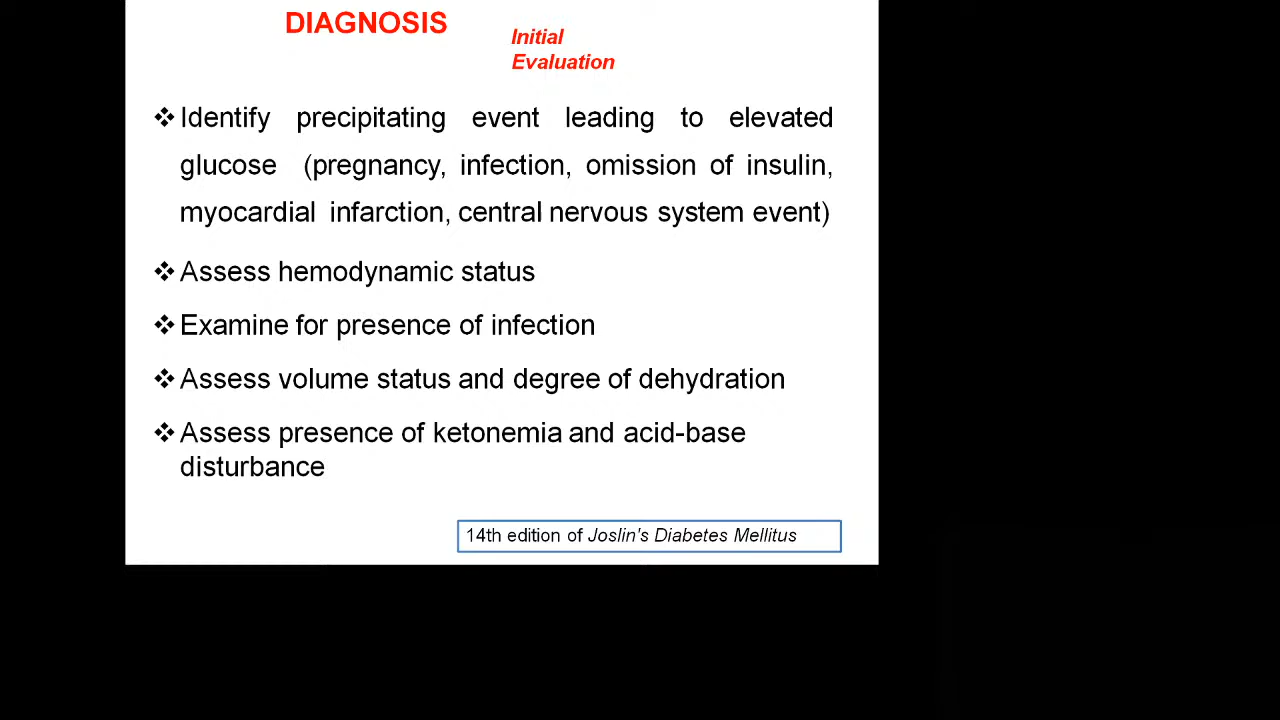 DIAGNOSIS
Initial
Evaluation
❖ Identify precipitating event leading to elevated
glucose (pregnancy, infection, omission of insulin,
myocardial infarction, central nervous system event)
❖ Assess hemodynamic status
❖ Examine for presence of infection
❖ Assess volume status and degree of dehydration
❖ Assess presence of ketonemia and acid-base
disturbance
14th edition of Joslin's Diabetes Mellitus